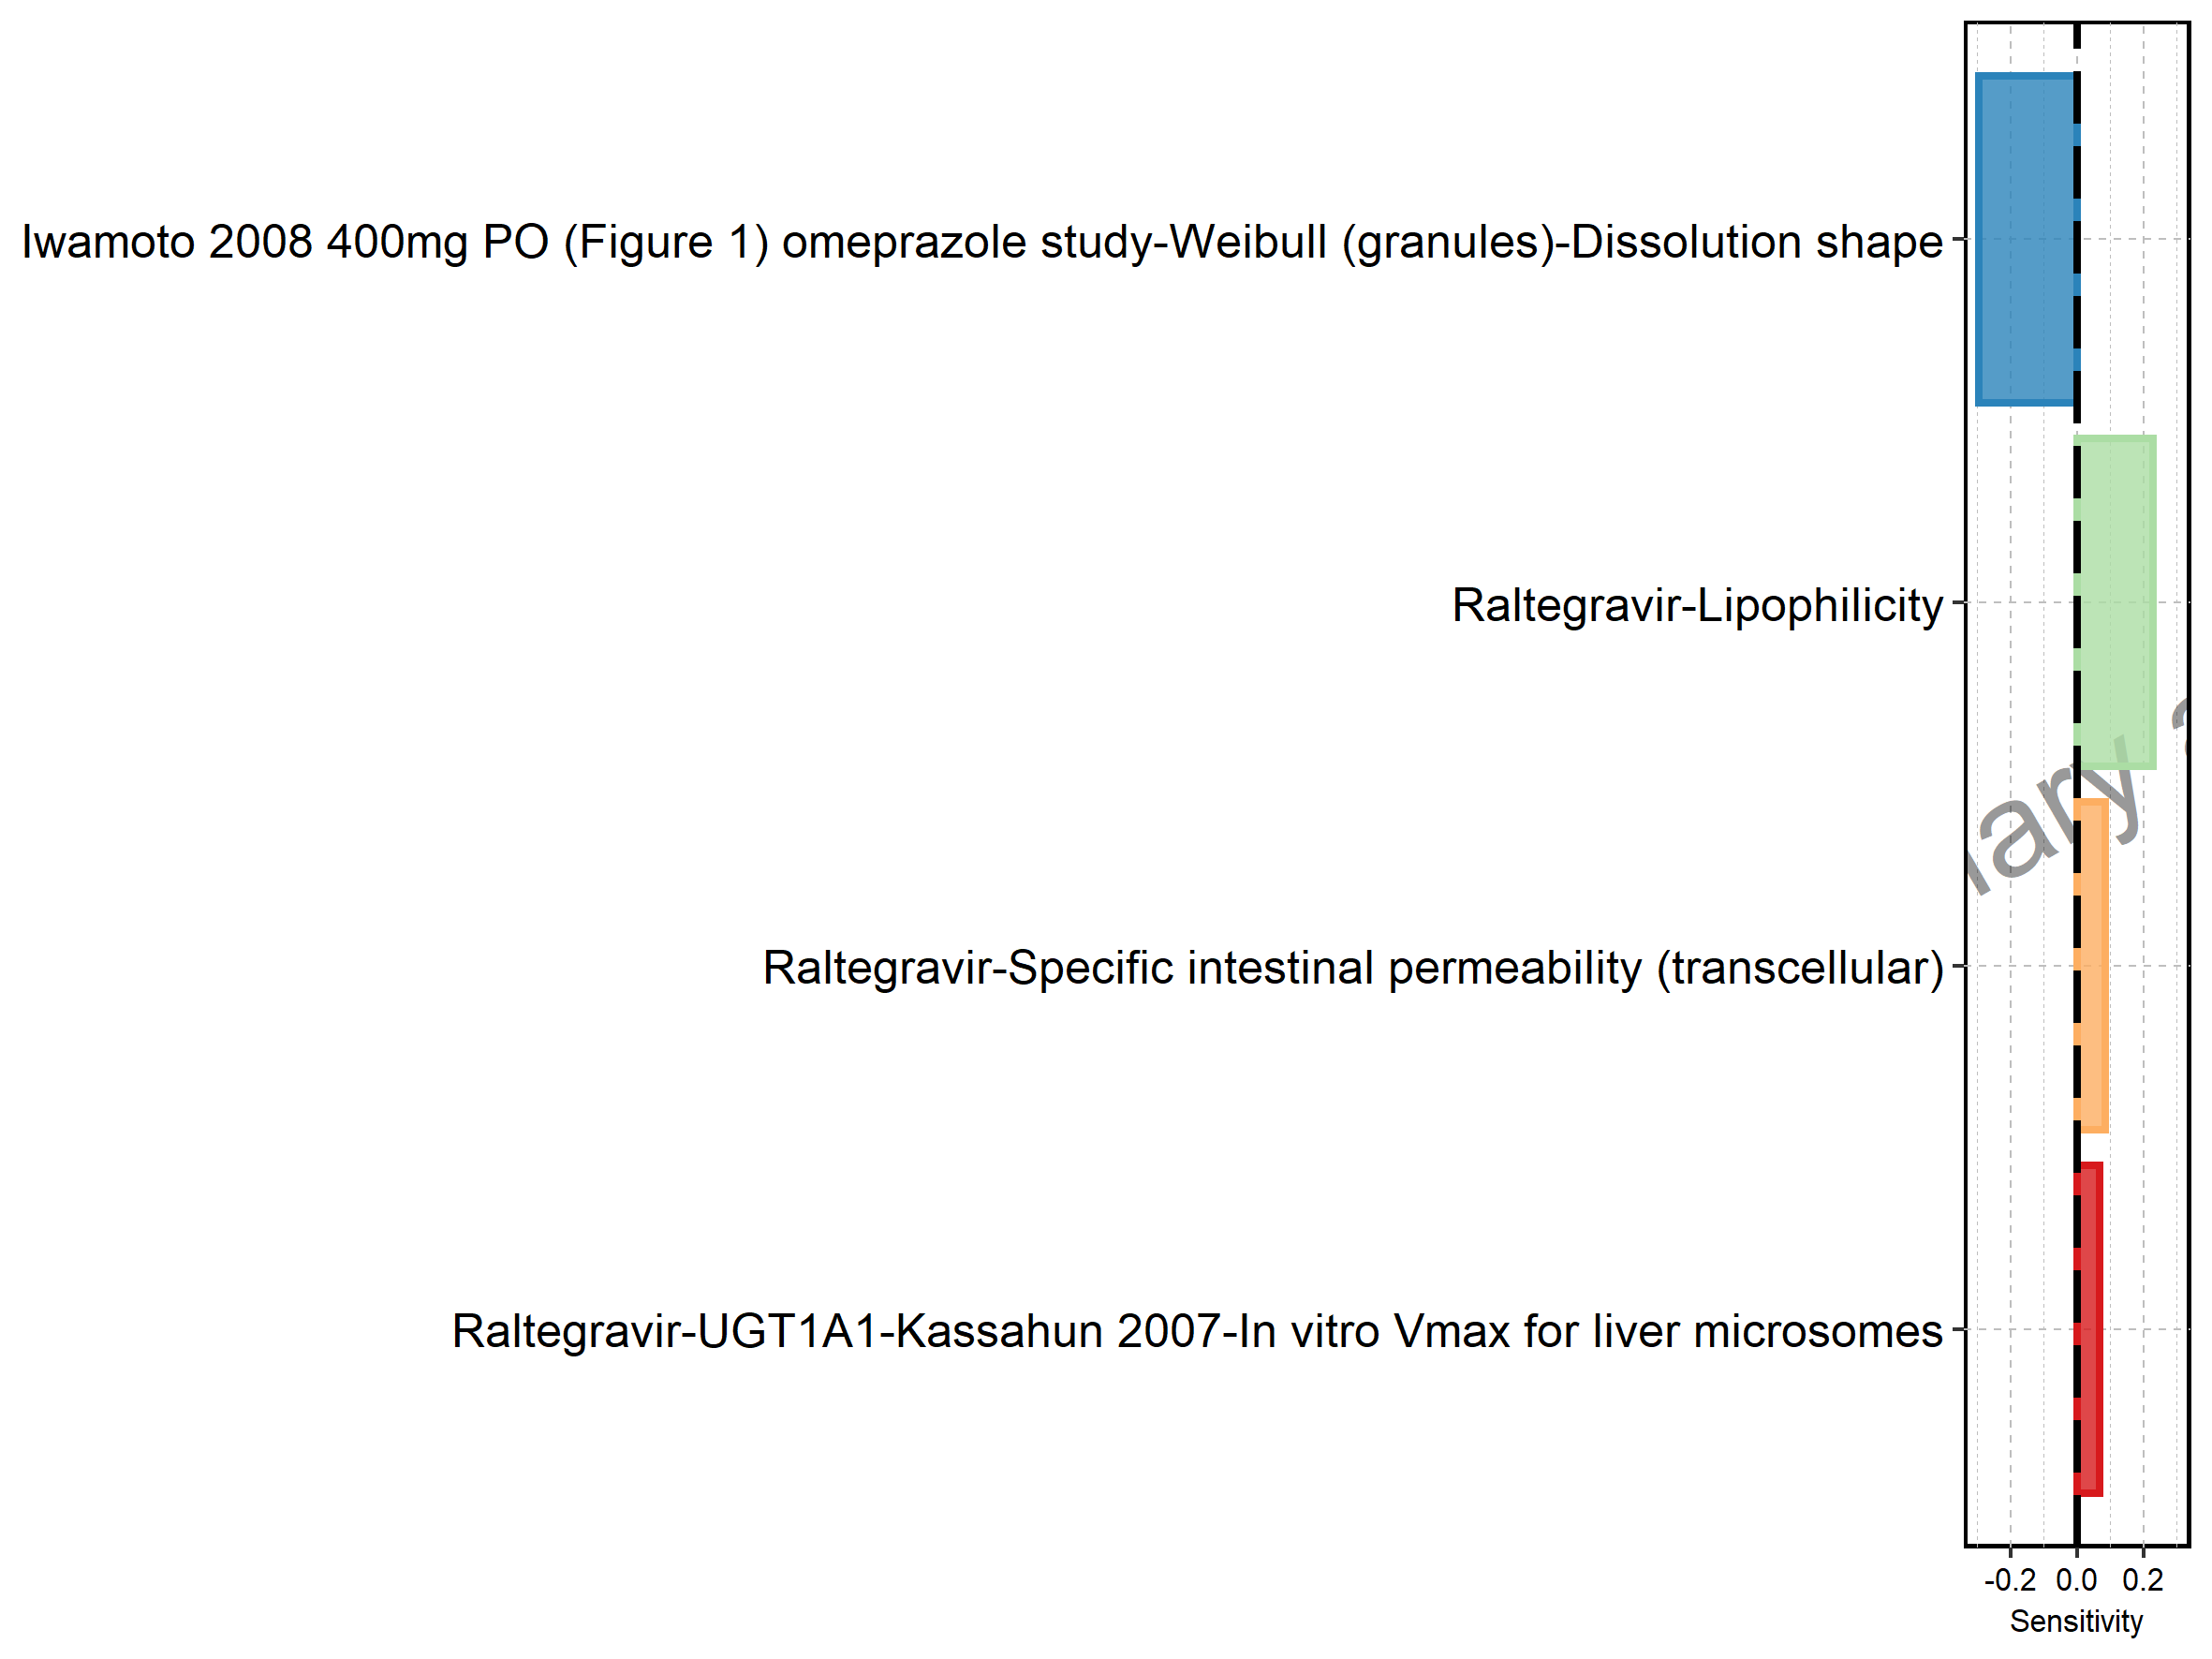 Iwamoto 2008 400mg PO (Figure 1) omeprazole study-Weibull (granules)-Dissolution shape
Raltegravir-Lipophilicity
Raltegravir-Specific intestinal permeability (transcellular)
Raltegravir-UGT1A1-Kassahun 2007-In vitro Vmax for liver microsomes
-0.2 0.0 0.2
Sensitivity